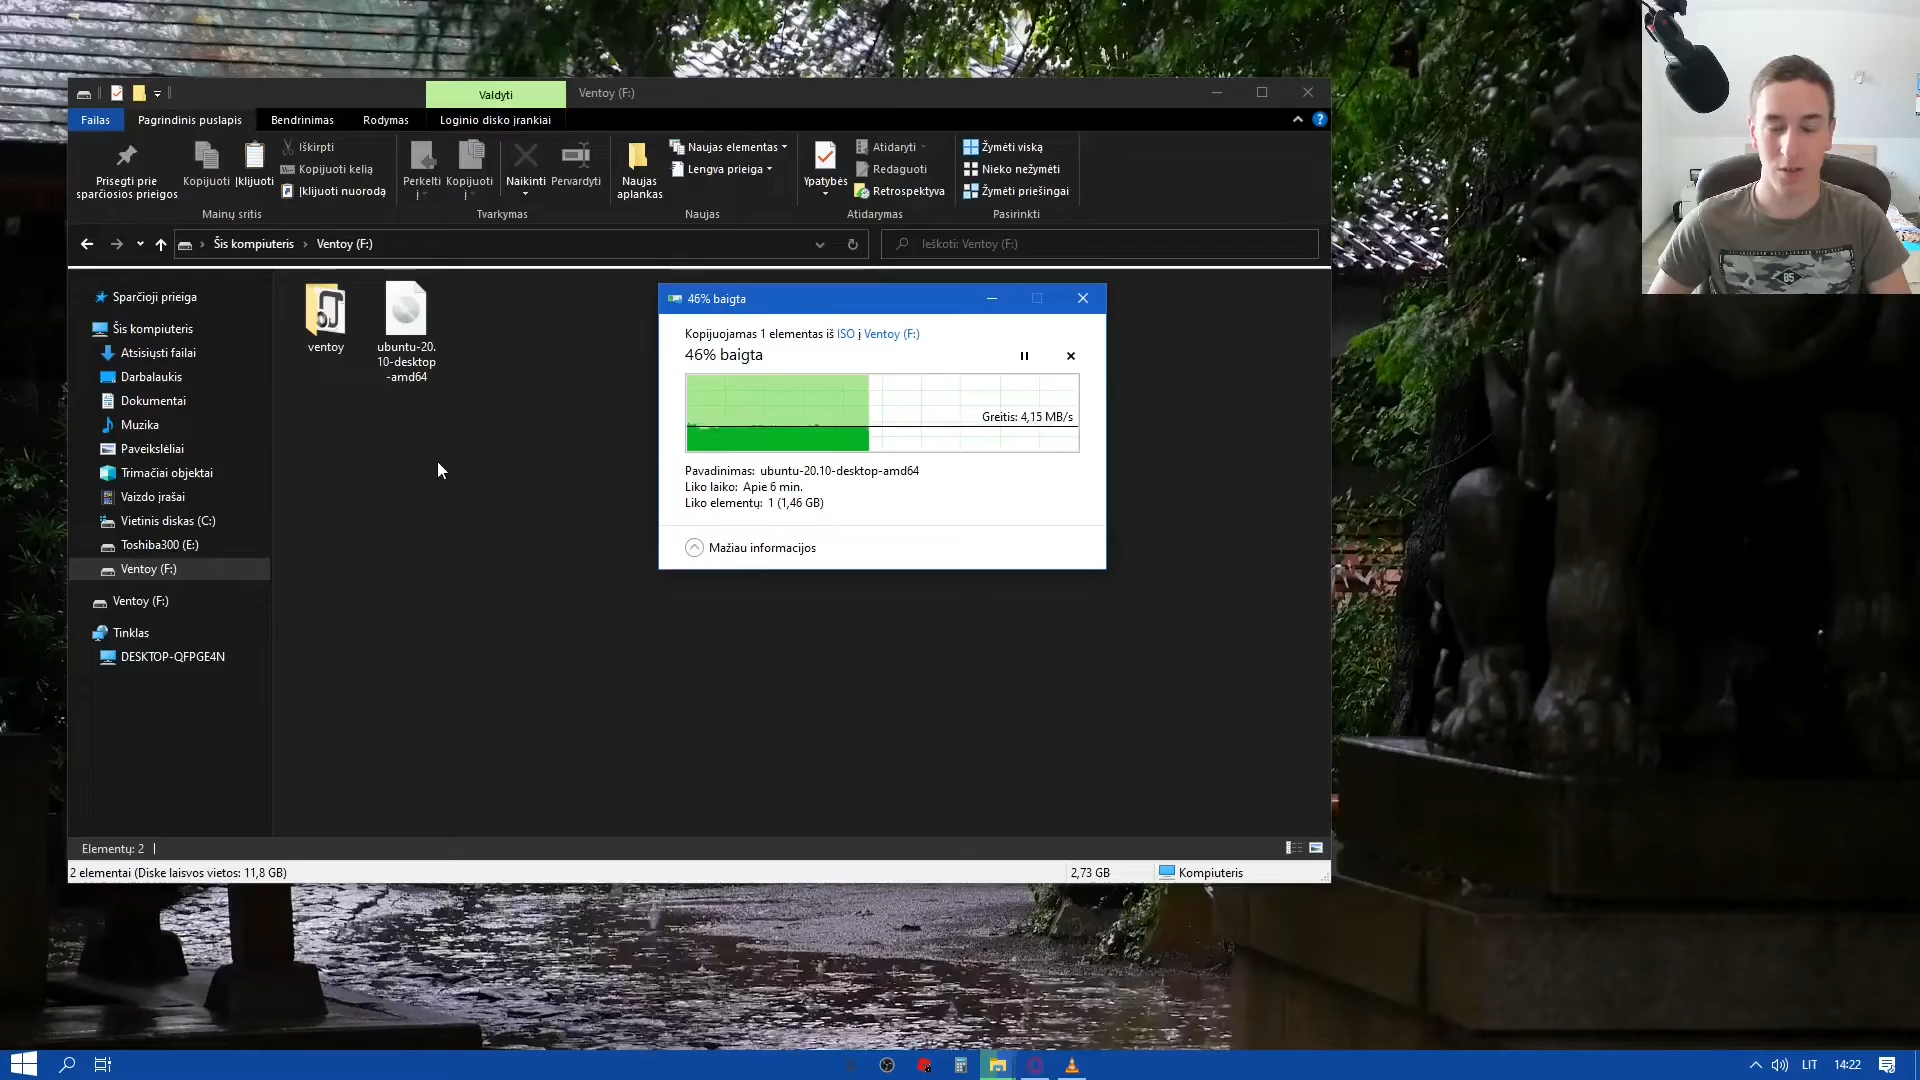 Valdyti
Ventoy (F:)
Failas
Pagrindinis puslapis
Bendrinimas
Rodymas
Loginio disko įrankiai
Prisegti prie
sparčiosios prieigos
Kopijuoti
Įklijuoti
Iškirpti
Kopijuoti kelią
Įklijuoti nuorodą
Mainų sritis
Perkelti
į
Kopijuoti
į
Naikinti
Pervardyti
Tvarkymas
Naujas
aplankas
Naujas elementas
Lengva prieiga
Naujas
Ypatybės
Atidaryti
Redaguoti
Retrospektyva
Atidarymas
Žymėti viską
Nieko nežymėti
Žymėti priešingai
Pasirinkti
Šis kompiuteris
Ventoy (F:)
Ieškoti: Ventoy (F:)
Sparčioji prieiga
Šis kompiuteris
Atsisiųsti failai
Darbalaukis
Dokumentai
Muzika
Paveikslėliai
Trimačiai objektai
Vaizdo įrašai
Vietinis diskas (C:)
Toshiba300 (E:)
Ventoy (F:)
Ventoy (F:)
Tinklas
DESKTOP-QFPGE4N
ventoy
ubuntu-20.
10-desktop
-amd64
46% baigta
Kopijuojamas 1 elementas iš ISO į Ventoy (F:)
46% baigta
Greitis: 4,15 MB/s
Pavadinimas: ubuntu-20.10-desktop-amd64
Liko laiko: Apie 6 min.
Liko elementų: 1 (1,46 GB)
Mažiau informacijos
Elementų: 2
2 elementai (Diske laisvos vietos: 11,8 GB)
2,73 GB
Kompiuteris
85
LIT
14:22